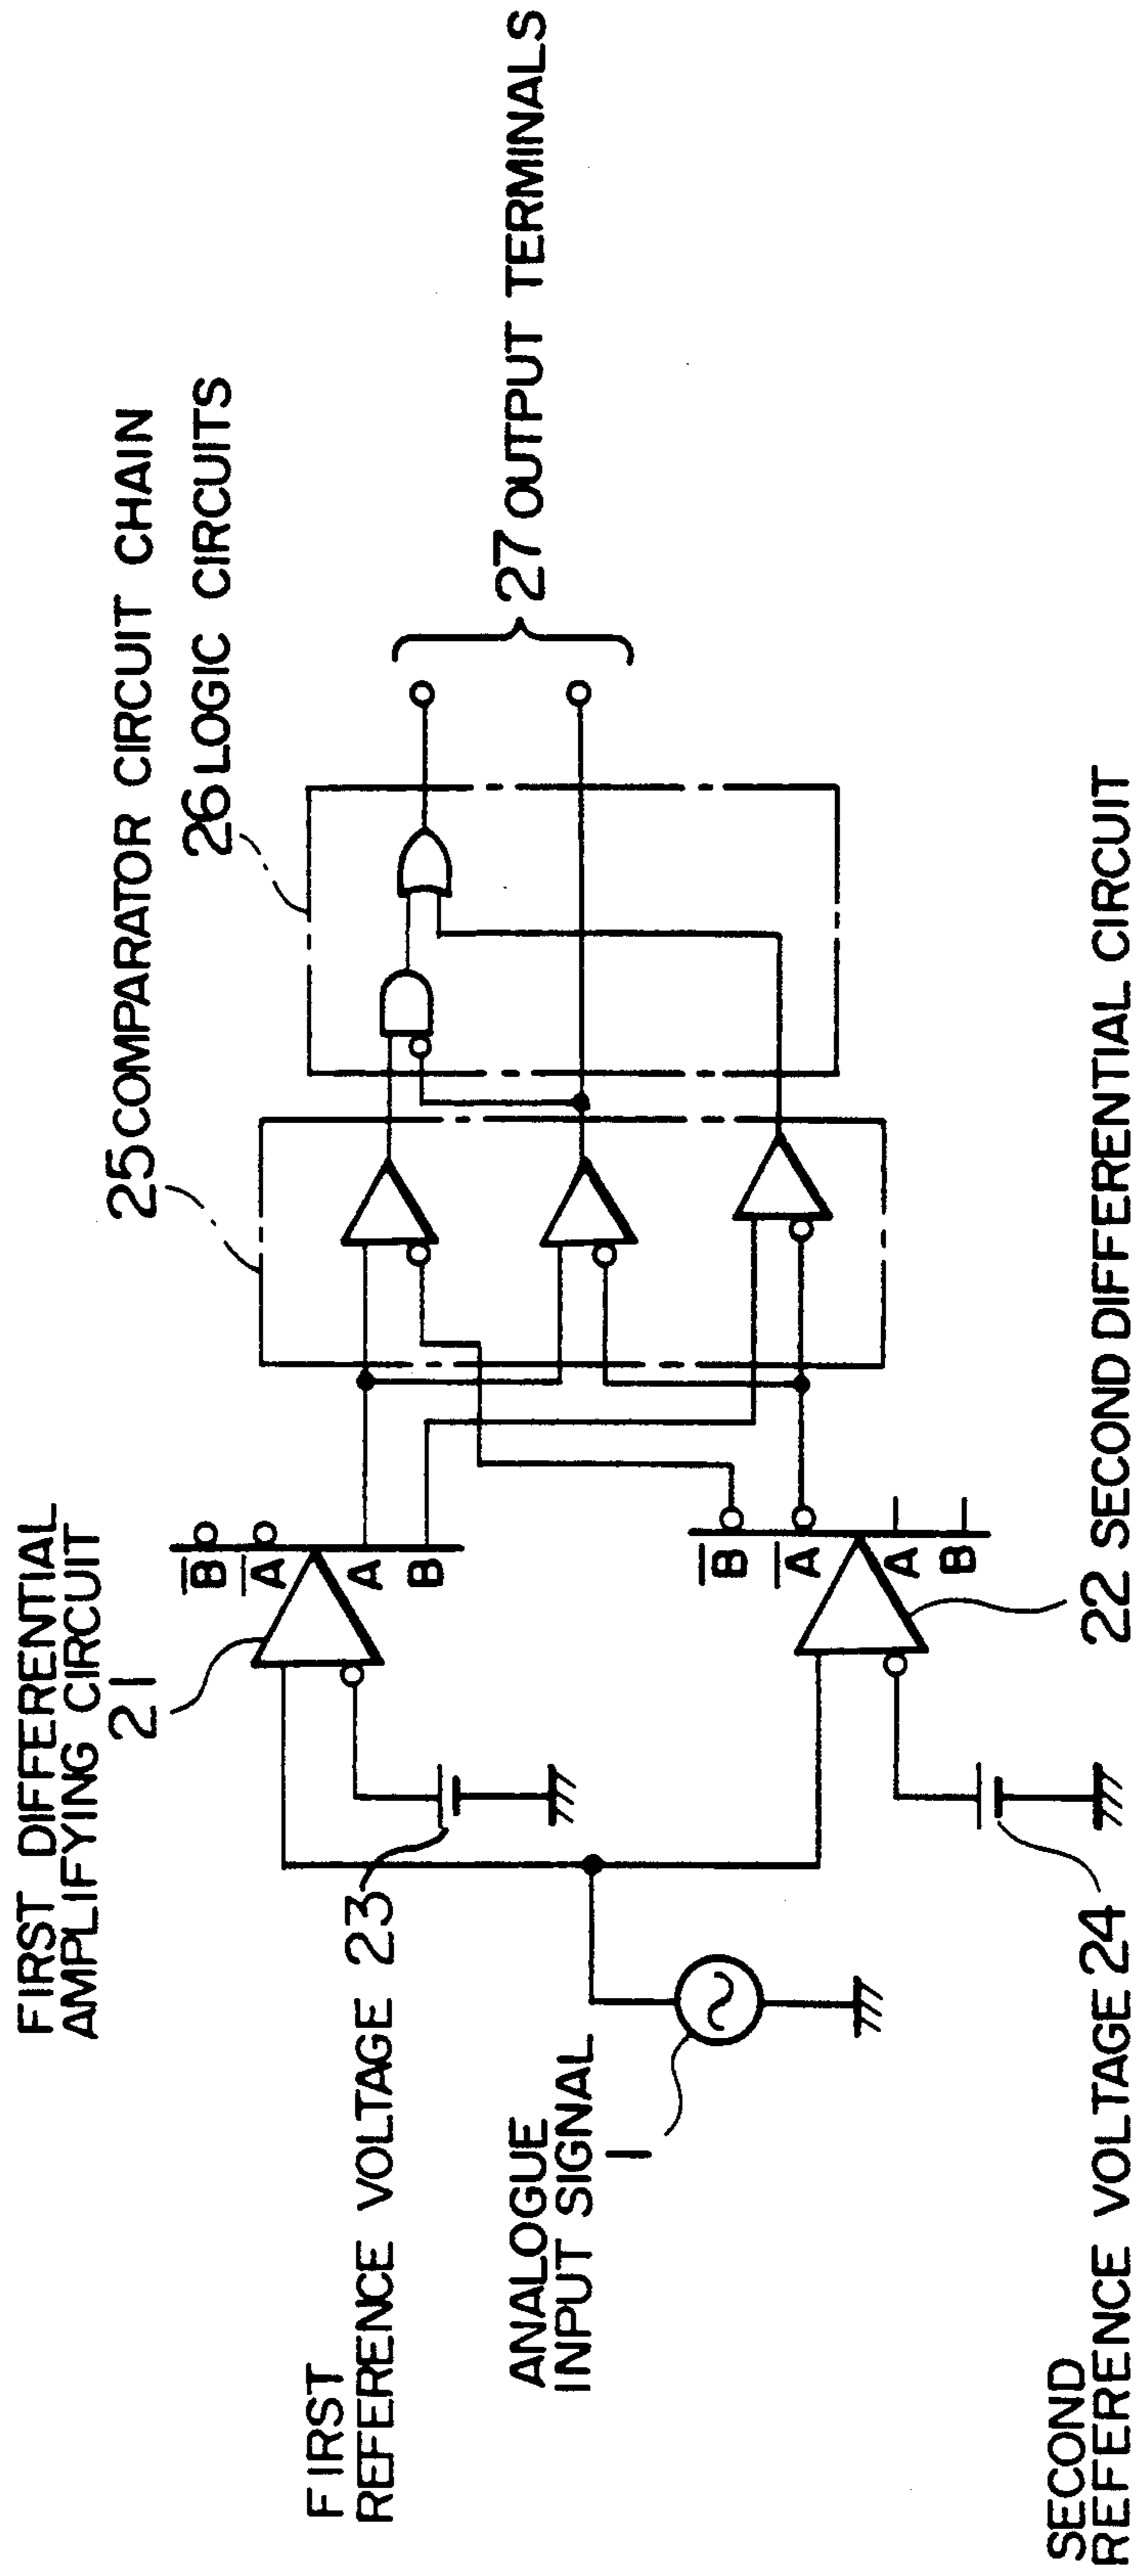 FIRST DIFFERENTIAL
AMPLIFYING CIRCUIT
21
25 COMPARATOR CIRCUIT CHAIN
26 LOGIC CIRCUITS
B
A
A
B
FIRST
REFERENCE VOLTAGE 23
27 OUTPUT TERMINALS
ANALOGUE
INPUT SIGNAL
1
B
A
A
B
22 SECOND DIFFERENTIAL CIRCUIT
SECOND
REFERENCE VOLTAGE 24